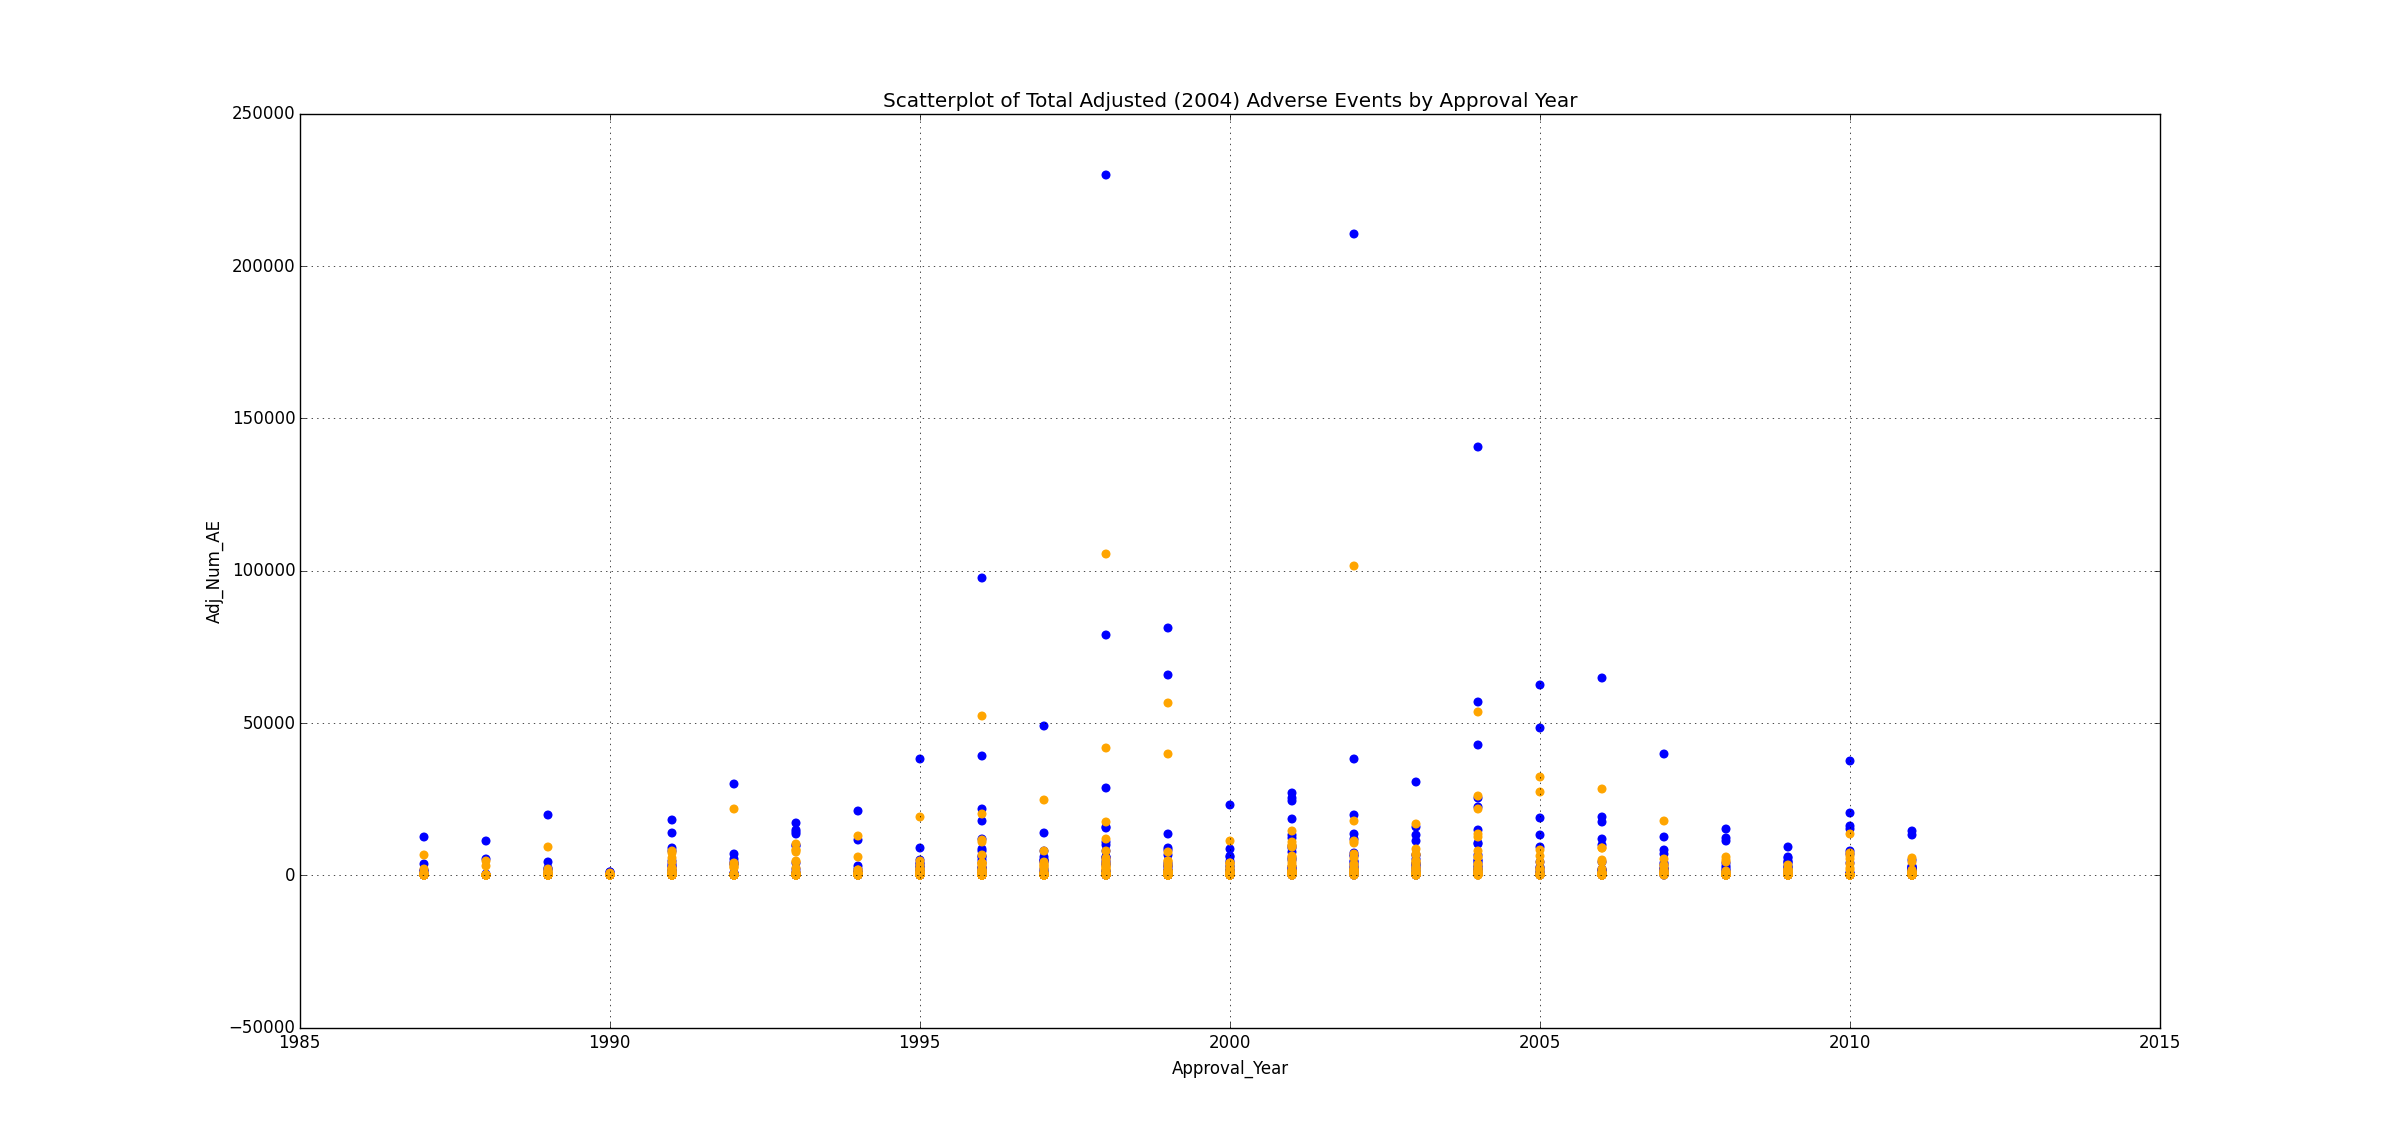 Scatterplot of Total Adjusted (2004) Adverse Events by Approval Year
250000
200000
150000
100000
50000
0
−50000
Adj_Num_AE
1985 1990 1995 2000 2005 2010 2015
Approval_Year